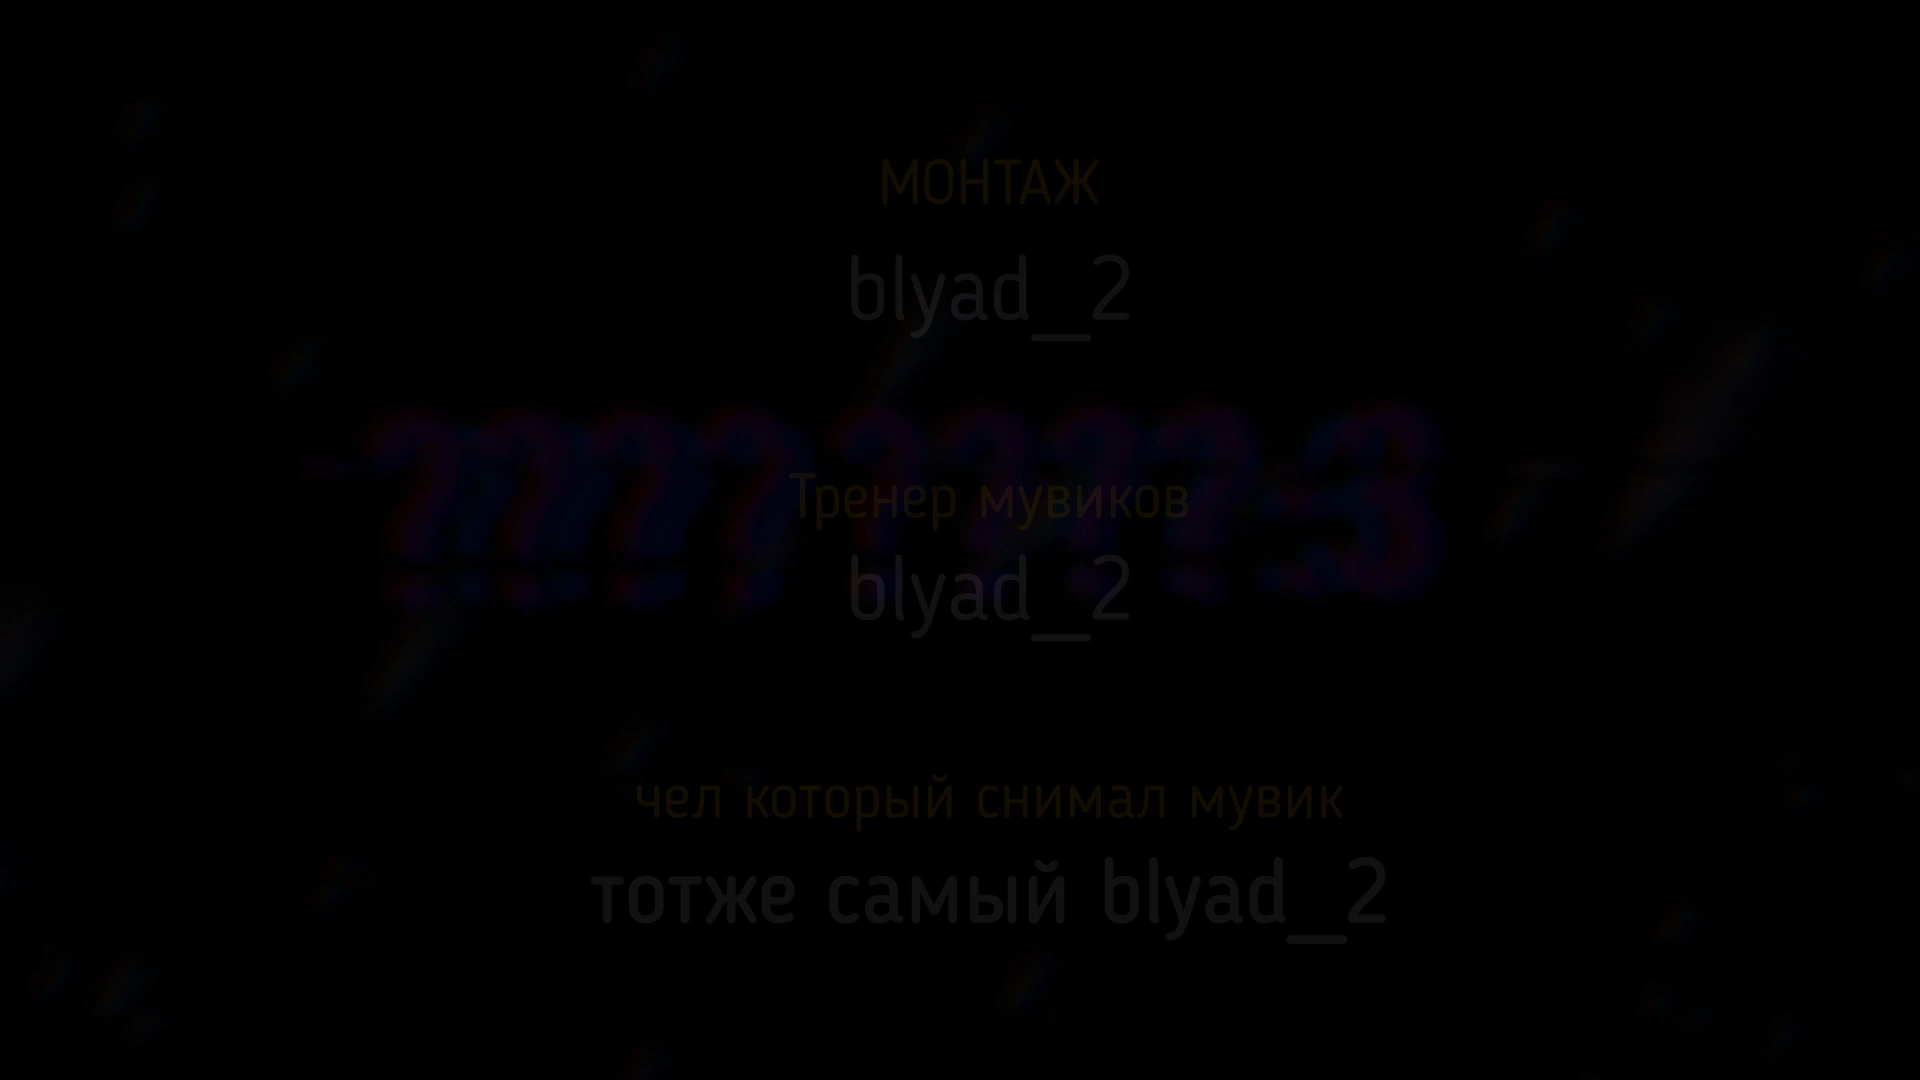 МОНТАЖ
blyad_2
Тренер мувиков
blyad_2
чел который снимал мувик
тотже самый blyad_2